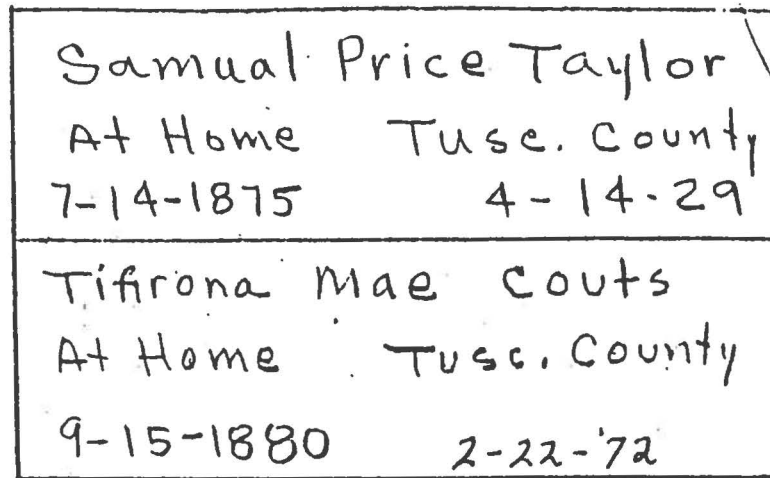 Samual Price Taylor
At Home Tusc. County
7-14-1875 4-14-29
Tifirona Mae Couts
At Home Tusc. County
9-15-1880 2-22-'72